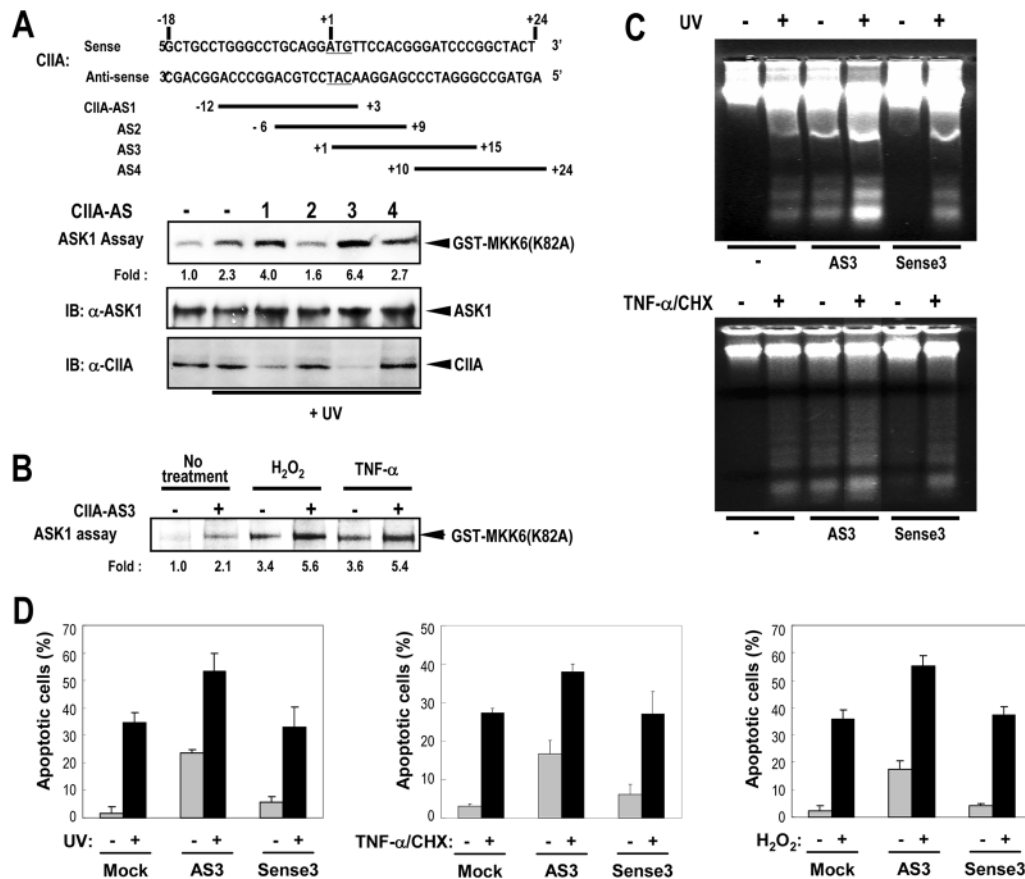 A
-18 +1 +24
CIIA:
Sense 5' GCTGCCTGGGCCTGCAGGATGTTCCACGGGATCCCGGCTACT 3'
Anti-sense 3' CGACGGACCCGGACGTCCTACAAGGAGCCCTAGGGCCGATGA 5'
CIIA-AS1 -12 +3
AS2 -6 +9
AS3 +1 +15
AS4 +10 +24
CIIA-AS - - 1 2 3 4
ASK1 Assay GST-MKK6(K82A)
Fold : 1.0 2.3 4.0 1.6 6.4 2.7
IB: α-ASK1 ASK1
IB: α-CIIA CIIA
+ UV
B
No treatment H2O2 TNF-α
CIIA-AS3 - + - + - +
ASK1 assay GST-MKK6(K82A)
Fold : 1.0 2.1 3.4 5.6 3.6 5.4
C
UV - + - + - +
- AS3 Sense3
TNF-α/CHX - + - + - +
- AS3 Sense3
D
Apoptotic cells (%)
70
60
50
40
30
20
10
0
UV: - + - + - +
Mock AS3 Sense3
Apoptotic cells (%)
50
40
30
20
10
0
TNF-α/CHX: - + - + - +
Mock AS3 Sense3
Apoptotic cells (%)
70
60
50
40
30
20
10
0
H2O2: - + - + - +
Mock AS3 Sense3